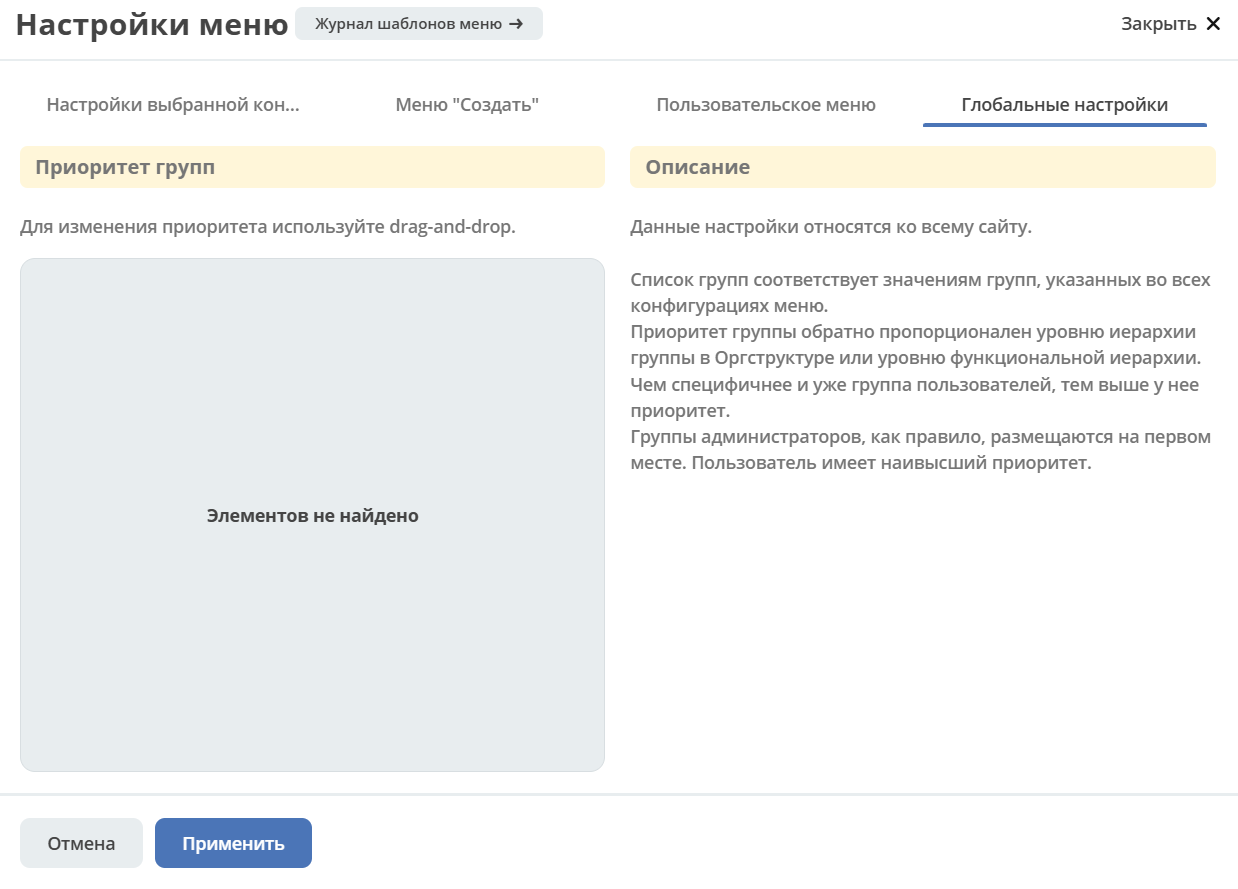 Настройки меню
Журнал шаблонов меню →
Закрыть ✕
Настройки выбранной кон...
Меню "Создать"
Пользовательское меню
Глобальные настройки
Приоритет групп
Для изменения приоритета используйте drag-and-drop.
Элементов не найдено
Описание
Данные настройки относятся ко всему сайту.
Список групп соответствует значениям групп, указанных во всех
конфигурациях меню.
Приоритет группы обратно пропорционален уровню иерархии
группы в Оргструктуре или уровню функциональной иерархии.
Чем специфичнее и уже группа пользователей, тем выше у нее
приоритет.
Группы администраторов, как правило, размещаются на первом
месте. Пользователь имеет наивысший приоритет.
Отмена
Применить